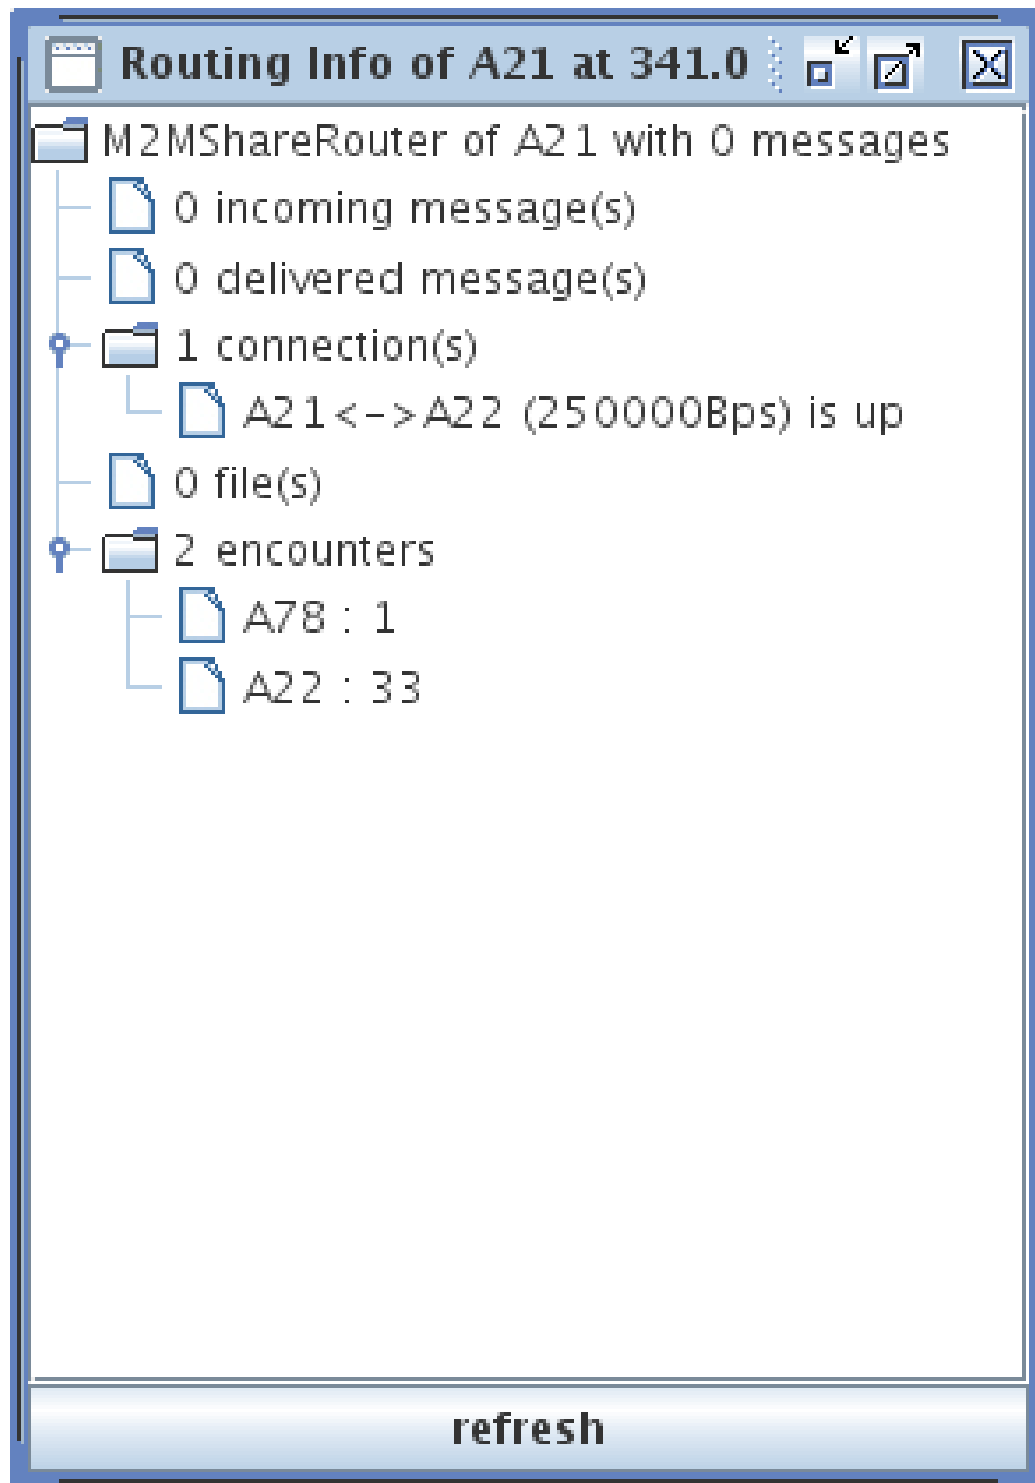 Routing Info of A21 at 341.0
M2MShareRouter of A21 with 0 messages
0 incoming message(s)
0 delivered message(s)
1 connection(s)
A21<->A22 (250000Bps) is up
0 file(s)
2 encounters
A78 : 1
A22 : 33
refresh